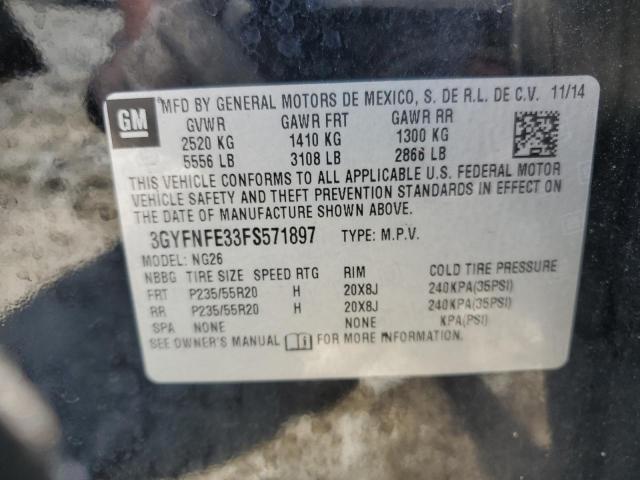 GM
® MFD BY GENERAL MOTORS DE MEXICO, S. DE R.L. DE C.V. 11/14
GVWR GAWR FRT GAWR RR
2520 KG 1410 KG 1300 KG
5556 LB 3108 LB 2866 LB
THIS VEHICLE CONFORMS TO ALL APPLICABLE U.S. FEDERAL MOTOR
VEHICLE SAFETY AND THEFT PREVENTION STANDARDS IN EFFECT ON
THE DATE OF MANUFACTURE SHOWN ABOVE.
3GYFNFE33FS571897 TYPE: M.P.V.
MODEL: NG26
NBBG TIRE SIZE SPEED RTG RIM COLD TIRE PRESSURE
FRT P235/55R20 H 20X8J 240KPA(35PSI)
RR P235/55R20 H 20X8J 240KPA(35PSI)
SPA NONE NONE KPA(PSI)
SEE OWNER'S MANUAL FOR MORE INFORMATION.